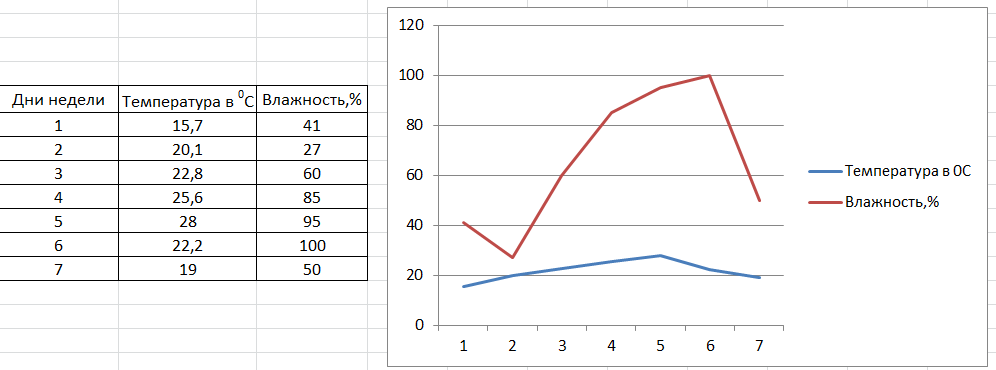 Дни недели Температура в ⁰С Влажность,%
1 15,7 41
2 20,1 27
3 22,8 60
4 25,6 85
5 28 95
6 22,2 100
7 19 50
120
100
80
60
40
20
0
1 2 3 4 5 6 7
Температура в 0С
Влажность,%